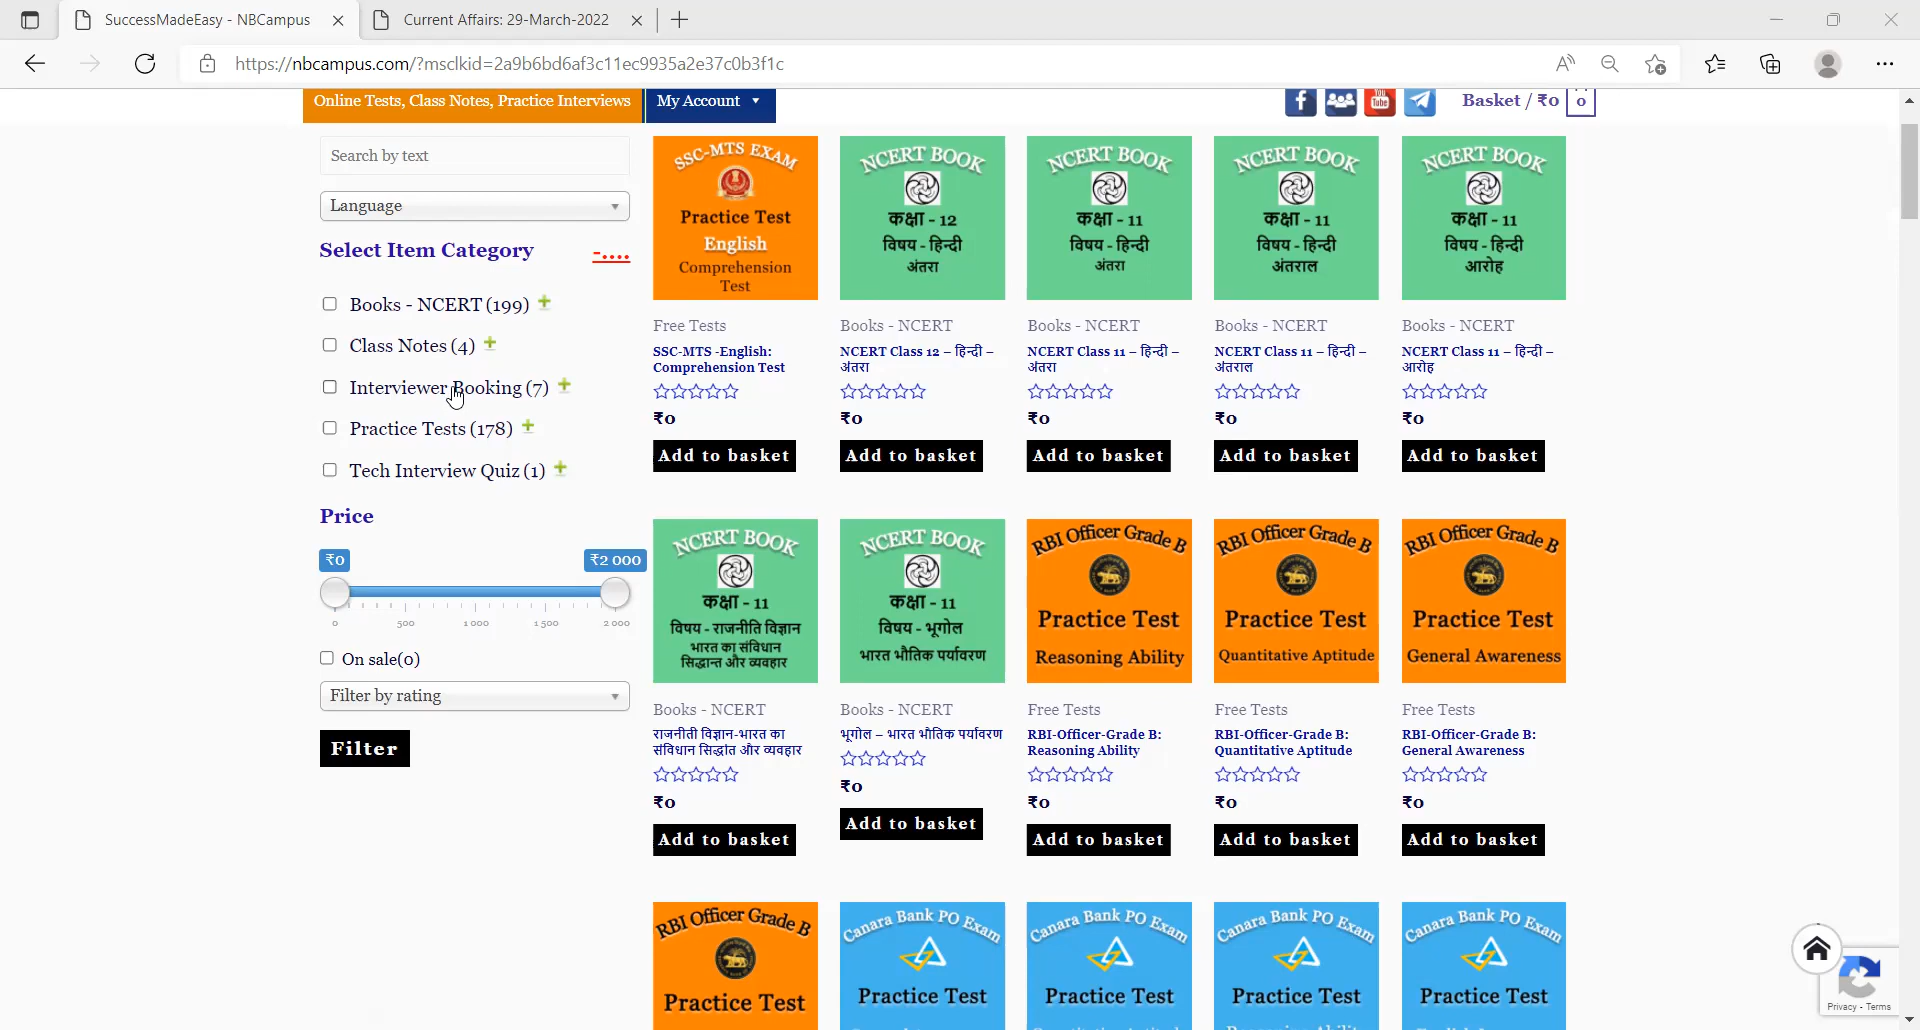 SuccessMadeEasy - NBCampus
Current Affairs: 29-March-2022
https://nbcampus.com/?msclkid=2a9b6bd6af3c11ec9935a2e37c0b3f1c
Online Tests, Class Notes, Practice Interviews
My Account
You Tube
Basket / ₹0
0
Search by text
Language
Select Item Category
Books - NCERT (199)
Class Notes (4)
Interviewer Booking (7)
Practice Tests (178)
Tech Interview Quiz (1)
Price
₹0
₹2 000
0 500 1 000 1 500 2 000
On sale(0)
Filter by rating
Filter
SSC-MTS EXAM
Practice Test
English
Comprehension
Test
Free Tests
SSC-MTS -English:
Comprehension Test
₹0
Add to basket
NCERT BOOK
कक्षा - 12
विषय - हिन्दी
अंतरा
Books - NCERT
NCERT Class 12 – हिन्दी –
अंतरा
₹0
Add to basket
NCERT BOOK
कक्षा - 11
विषय - हिन्दी
अंतरा
Books - NCERT
NCERT Class 11 – हिन्दी –
अंतरा
₹0
Add to basket
NCERT BOOK
कक्षा - 11
विषय - हिन्दी
अंतराल
Books - NCERT
NCERT Class 11 – हिन्दी –
अंतराल
₹0
Add to basket
NCERT BOOK
कक्षा - 11
विषय - हिन्दी
आरोह
Books - NCERT
NCERT Class 11 – हिन्दी –
आरोह
₹0
Add to basket
NCERT BOOK
कक्षा - 11
विषय - राजनीति विज्ञान
भारत का संविधान
सिद्धान्त और व्यवहार
Books - NCERT
राजनीती विज्ञान-भारत का
संविधान सिद्धांत और व्यवहार
₹0
Add to basket
NCERT BOOK
कक्षा - 11
विषय - भूगोल
भारत भौतिक पर्यावरण
Books - NCERT
भूगोल – भारत भौतिक पर्यावरण
₹0
Add to basket
RBI Officer Grade B
Practice Test
Reasoning Ability
Free Tests
RBI-Officer-Grade B:
Reasoning Ability
₹0
Add to basket
RBI Officer Grade B
Practice Test
Quantitative Aptitude
Free Tests
RBI-Officer-Grade B:
Quantitative Aptitude
₹0
Add to basket
RBI Officer Grade B
Practice Test
General Awareness
Free Tests
RBI-Officer-Grade B:
General Awareness
₹0
Add to basket
RBI Officer Grade B
Practice Test
Canara Bank PO Exam
Practice Test
Canara Bank PO Exam
Practice Test
Canara Bank PO Exam
Practice Test
Canara Bank PO Exam
Practice Test
Privacy - Terms